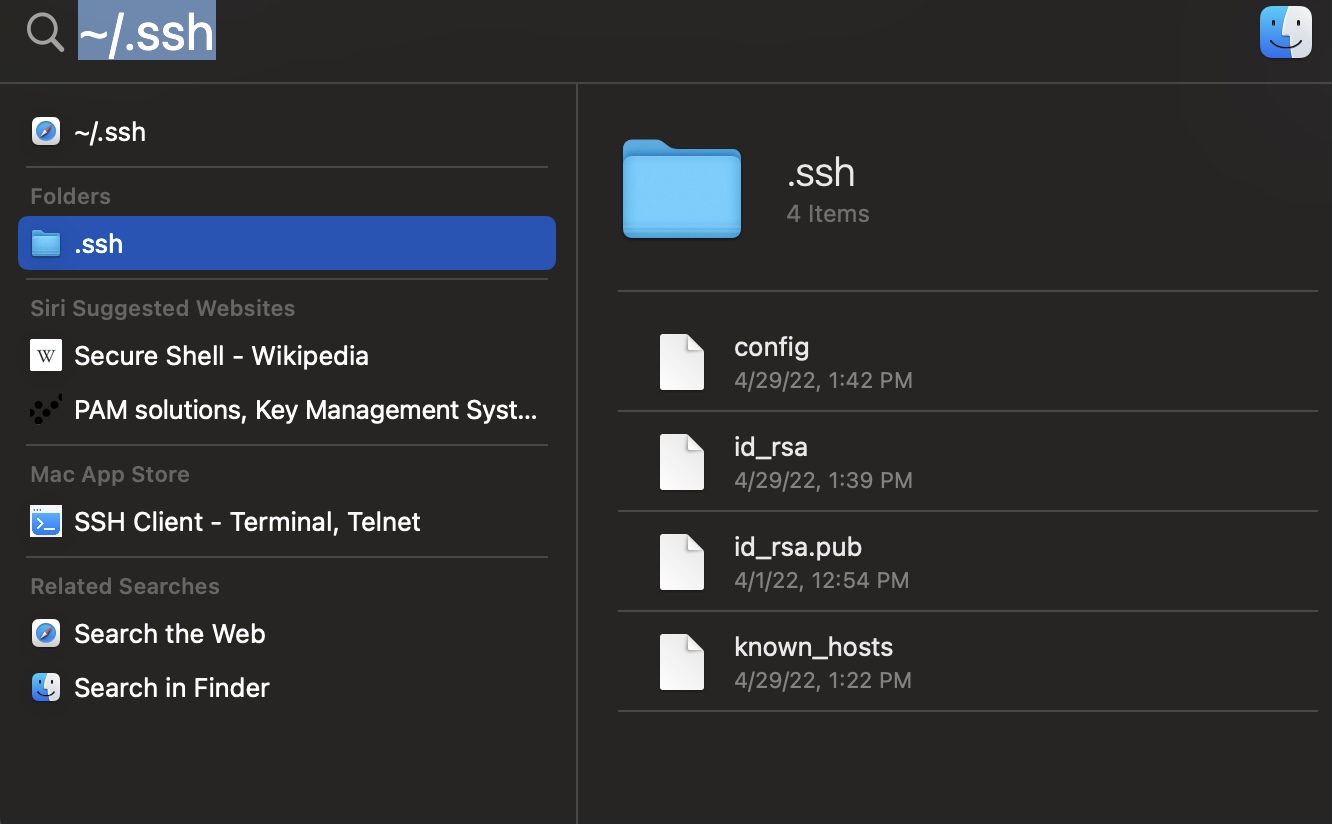 ~/.ssh
~/.ssh
Folders
.ssh
Siri Suggested Websites
W
Secure Shell - Wikipedia
PAM solutions, Key Management Syst...
Mac App Store
>_
SSH Client - Terminal, Telnet
Related Searches
Search the Web
Search in Finder
.ssh
4 Items
config
4/29/22, 1:42 PM
id_rsa
4/29/22, 1:39 PM
id_rsa.pub
4/1/22, 12:54 PM
known_hosts
4/29/22, 1:22 PM